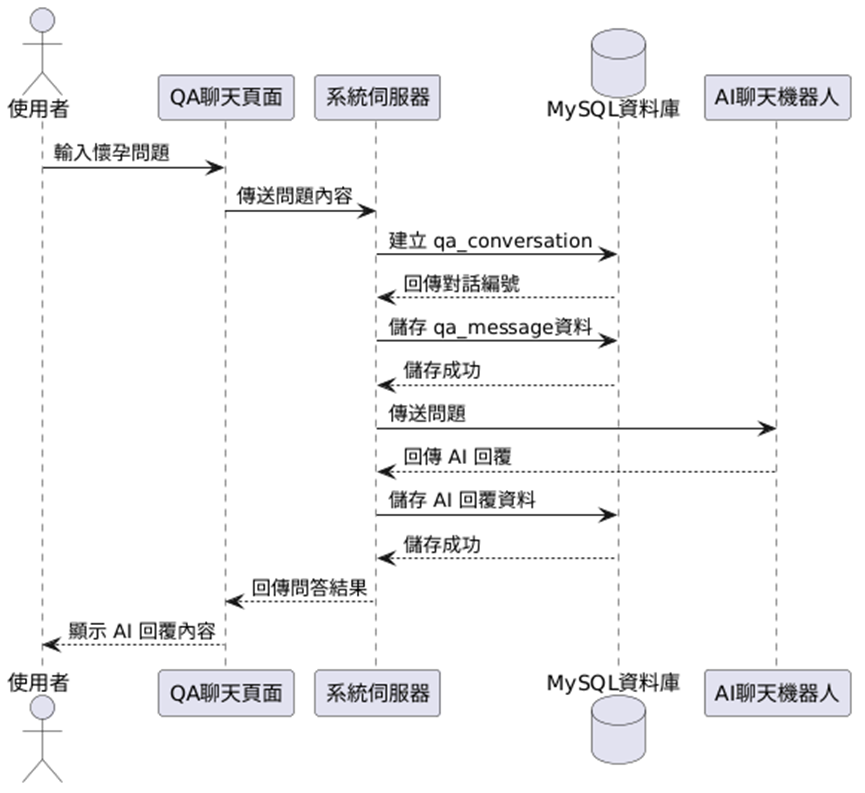 使用者
QA聊天頁面
系統伺服器
MySQL資料庫
AI聊天機器人
輸入懷孕問題
傳送問題內容
建立 qa_conversation
回傳對話編號
儲存 qa_message資料
儲存成功
傳送問題
回傳 AI 回覆
儲存 AI 回覆資料
儲存成功
回傳問答結果
顯示 AI 回覆內容
使用者
QA聊天頁面
系統伺服器
MySQL資料庫
AI聊天機器人